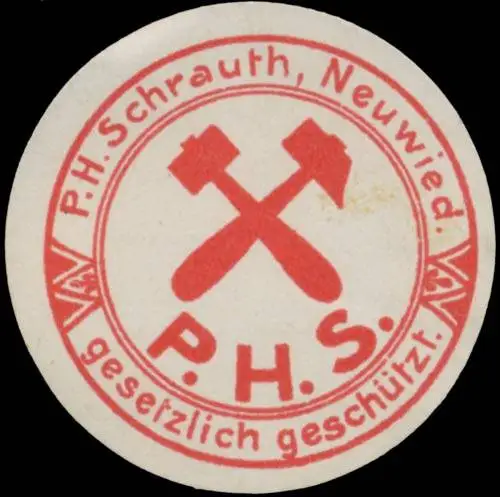 P.H. Schrauth, Neuwied.
P. H. S.
gesetzlich geschützt.